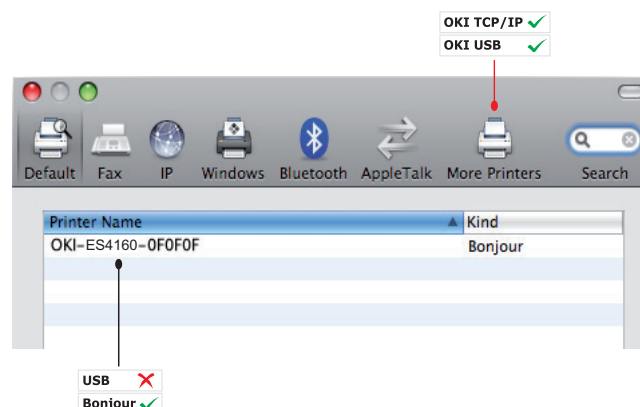 OKI TCP/IP
OKI USB
Default Fax IP Windows Bluetooth AppleTalk More Printers Search
Printer Name Kind
OKI-ES4160-0F0F0F Bonjour
USB
Bonjour